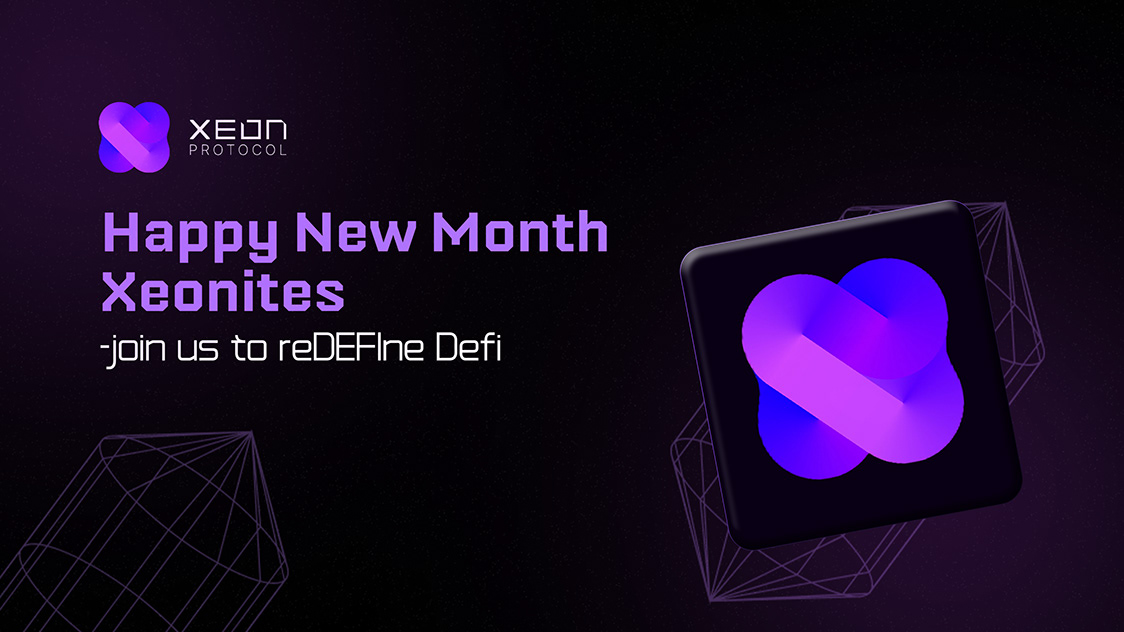 XEON
PROTOCOL
Happy New Month
Xeonites
-join us to reDEFIne Defi